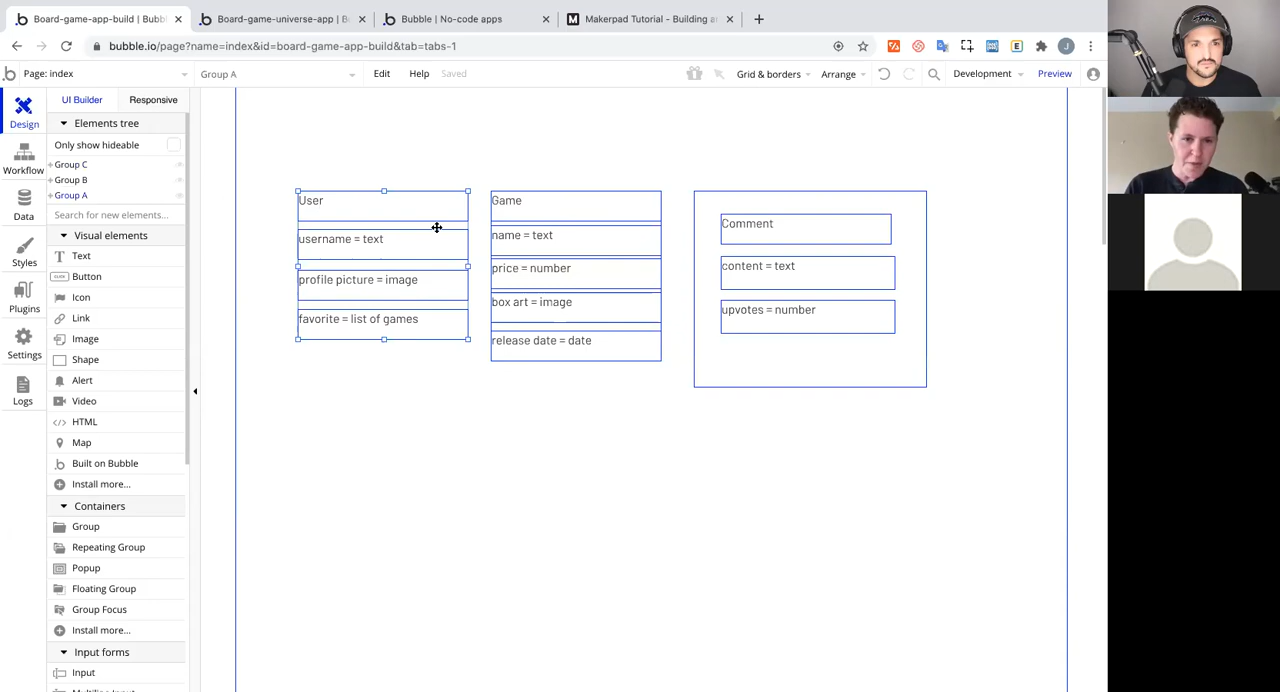 Board-game-app-build | Bubb
Board-game-universe-app | B
Bubble | No-code apps
Makerpad Tutorial - Building a
bubble.io/page?name=index&id=board-game-app-build&tab=tabs-1
J
Page: index
Group A
Edit
Help
Saved
Grid & borders
Arrange
Development
Preview
Design
Workflow
Data
Styles
Plugins
Settings
Logs
UI Builder
Responsive
Elements tree
Only show hideable
Group C
Group B
Group A
Search for new elements...
Visual elements
Text
Button
Icon
Link
Image
Shape
Alert
Video
HTML
Map
Built on Bubble
Install more...
Containers
Group
Repeating Group
Popup
Floating Group
Group Focus
Install more...
Input forms
Input
User
username = text
profile picture = image
favorite = list of games
Game
name = text
price = number
box art = image
release date = date
Comment
content = text
upvotes = number